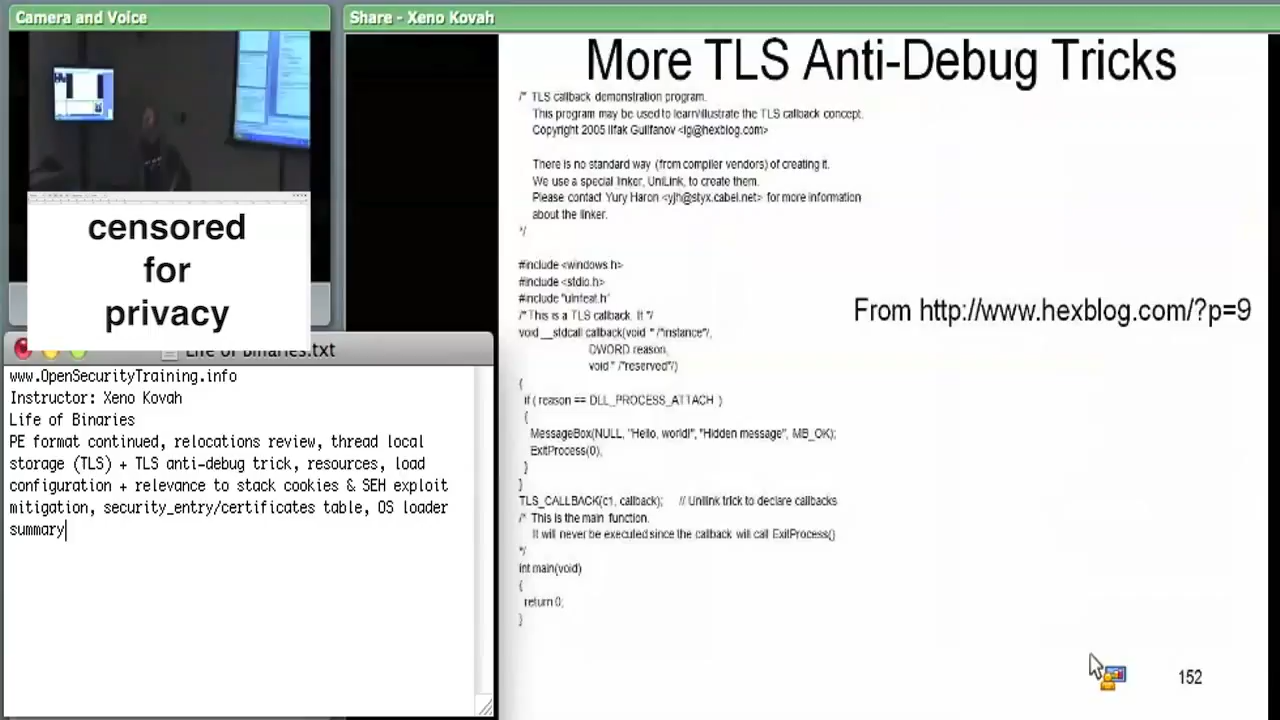 Camera and Voice
Share - Xeno Kovah
censored
for
privacy
Life of Binaries.txt
www.OpenSecurityTraining.info
Instructor: Xeno Kovah
Life of Binaries
PE format continued, relocations review, thread local
storage (TLS) + TLS anti-debug trick, resources, load
configuration + relevance to stack cookies & SEH exploit
mitigation, security_entry/certificates table, OS loader
summary
More TLS Anti-Debug Tricks
/* TLS callback demonstration program.
This program may be used to learn/illustrate the TLS callback concept.
Copyright 2005 Ilfak Guilfanov <ig@hexblog.com>
There is no standard way (from compiler vendors) of creating it.
We use a special linker, UniLink, to create them.
Please contact Yury Haron <yjh@styx.cabel.net> for more information
about the linker.
*/
#include <windows.h>
#include <stdio.h>
#include "ulnfeat.h"
/* This is a TLS callback. It */
void __stdcall callback(void * /*instance*/,
DWORD reason,
void * /*reserved*/)
{
if ( reason == DLL_PROCESS_ATTACH )
{
MessageBox(NULL, "Hello, world!", "Hidden message", MB_OK);
ExitProcess(0);
}
}
TLS_CALLBACK(c1, callback); // Unilink trick to declare callbacks
/* This is the main function.
It will never be executed since the callback will call ExitProcess()
*/
int main(void)
{
return 0;
}
From http://www.hexblog.com/?p=9
152